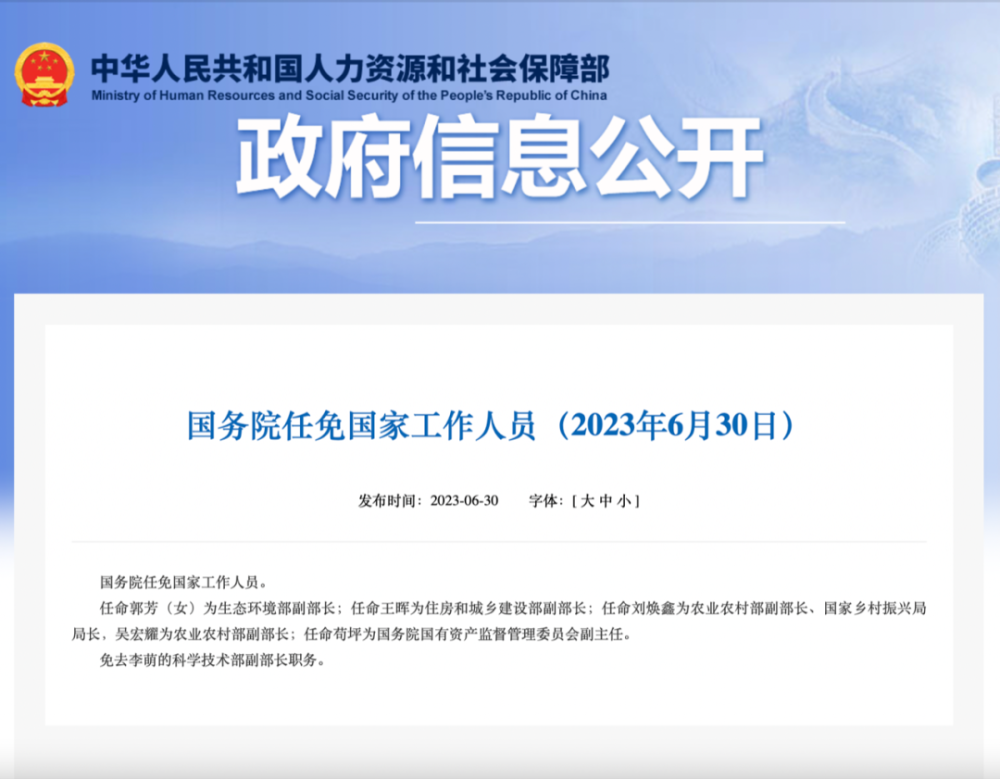 中华人民共和国人力资源和社会保障部
Ministry of Human Resources and Social Security of the People's Republic of China
政府信息公开
国务院任免国家工作人员（2023年6月30日）
发布时间：2023-06-30 字体：[ 大 中 小 ]
国务院任免国家工作人员。
任命郭芳（女）为生态环境部副部长；任命王晖为住房和城乡建设部副部长；任命刘焕鑫为农业农村部副部长、国家乡村振兴局
局长，吴宏耀为农业农村部副部长；任命苟坪为国务院国有资产监督管理委员会副主任。
免去李萌的科学技术部副部长职务。